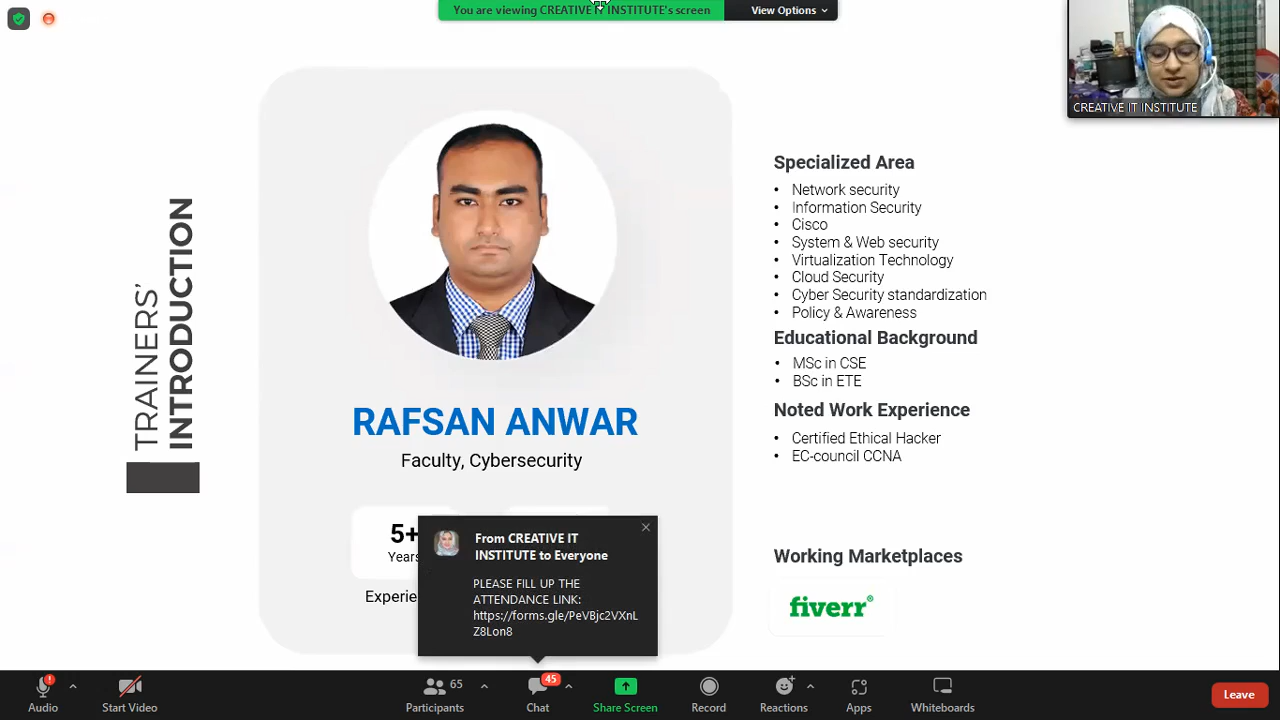 You are viewing CREATIVE IT INSTITUTE's screen
View Options
CREATIVE IT INSTITUTE
TRAINERS'
INTRODUCTION
RAFSAN ANWAR
Faculty, Cybersecurity
5+
Years
Specialized Area
• Network security
• Information Security
• Cisco
• System & Web security
• Virtualization Technology
• Cloud Security
• Cyber Security standardization
• Policy & Awareness
Educational Background
• MSc in CSE
• BSc in ETE
Noted Work Experience
• Certified Ethical Hacker
• EC-council CCNA
Working Marketplaces
fiverr®
From CREATIVE IT
INSTITUTE to Everyone
PLEASE FILL UP THE
ATTENDANCE LINK:
https://forms.gle/PeVBjc2VXnL
Z8Lon8
Audio
Start Video
65
Participants
45
Chat
Share Screen
Record
Reactions
Apps
Whiteboards
Leave